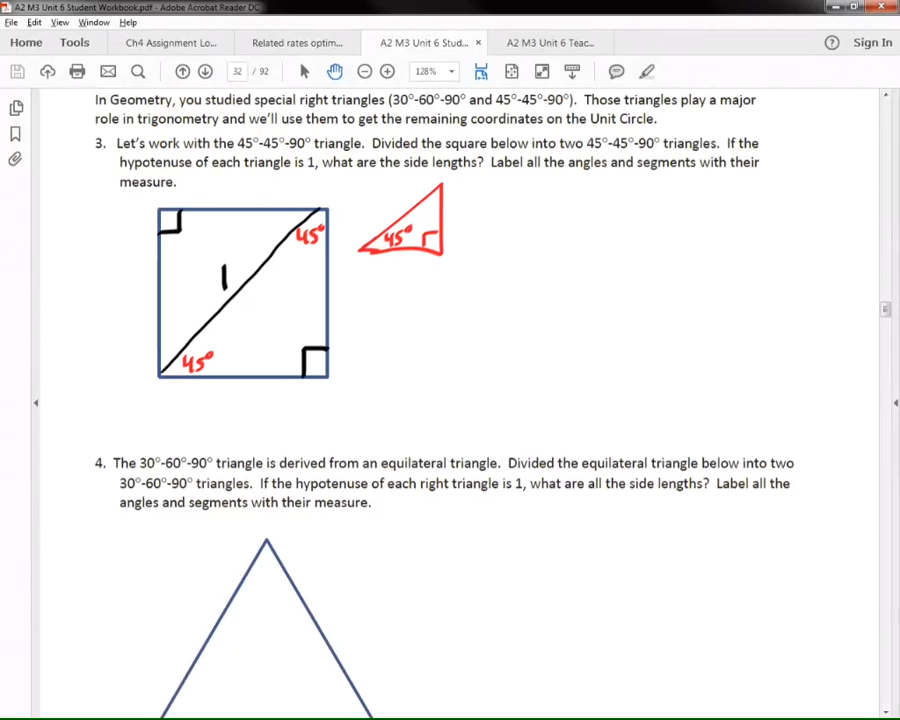 A2 M3 Unit 6 Student Workbook.pdf - Adobe Acrobat Reader DC
File Edit View Window Help
Home Tools Ch4 Assignment Lo... Related rates optim... A2 M3 Unit 6 Stud... × A2 M3 Unit 6 Teac... Sign In
32 / 92 128%
In Geometry, you studied special right triangles (30°-60°-90° and 45°-45°-90°). Those triangles play a major
role in trigonometry and we'll use them to get the remaining coordinates on the Unit Circle.
3. Let's work with the 45°-45°-90° triangle. Divided the square below into two 45°-45°-90° triangles. If the
hypotenuse of each triangle is 1, what are the side lengths? Label all the angles and segments with their
measure.
45° 45°
1
45°
4. The 30°-60°-90° triangle is derived from an equilateral triangle. Divided the equilateral triangle below into two
30°-60°-90° triangles. If the hypotenuse of each right triangle is 1, what are all the side lengths? Label all the
angles and segments with their measure.